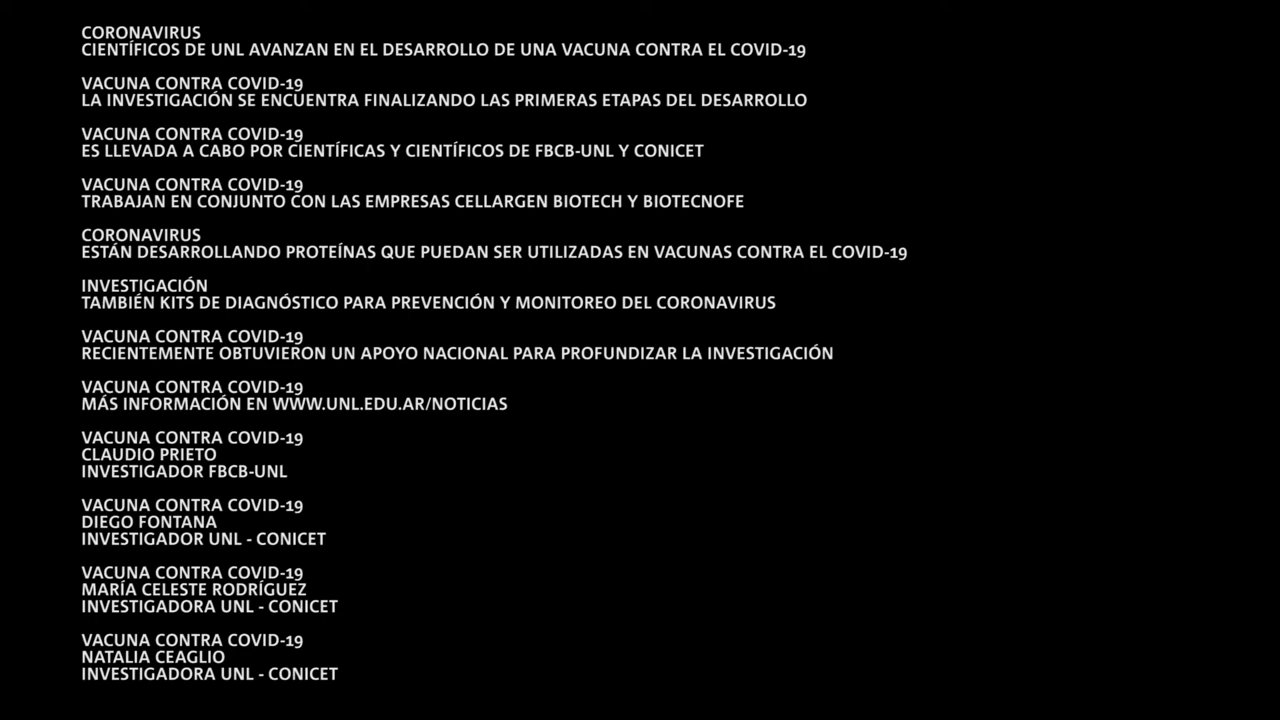 CORONAVIRUS
CIENTÍFICOS DE UNL AVANZAN EN EL DESARROLLO DE UNA VACUNA CONTRA EL COVID-19
VACUNA CONTRA COVID-19
LA INVESTIGACIÓN SE ENCUENTRA FINALIZANDO LAS PRIMERAS ETAPAS DEL DESARROLLO
VACUNA CONTRA COVID-19
ES LLEVADA A CABO POR CIENTÍFICAS Y CIENTÍFICOS DE FBCB-UNL Y CONICET
VACUNA CONTRA COVID-19
TRABAJAN EN CONJUNTO CON LAS EMPRESAS CELLARGEN BIOTECH Y BIOTECNOFE
CORONAVIRUS
ESTÁN DESARROLLANDO PROTEÍNAS QUE PUEDAN SER UTILIZADAS EN VACUNAS CONTRA EL COVID-19
INVESTIGACIÓN
TAMBIÉN KITS DE DIAGNÓSTICO PARA PREVENCIÓN Y MONITOREO DEL CORONAVIRUS
VACUNA CONTRA COVID-19
RECIENTEMENTE OBTUVIERON UN APOYO NACIONAL PARA PROFUNDIZAR LA INVESTIGACIÓN
VACUNA CONTRA COVID-19
MÁS INFORMACIÓN EN WWW.UNL.EDU.AR/NOTICIAS
VACUNA CONTRA COVID-19
CLAUDIO PRIETO
INVESTIGADOR FBCB-UNL
VACUNA CONTRA COVID-19
DIEGO FONTANA
INVESTIGADOR UNL - CONICET
VACUNA CONTRA COVID-19
MARÍA CELESTE RODRÍGUEZ
INVESTIGADORA UNL - CONICET
VACUNA CONTRA COVID-19
NATALIA CEAGLIO
INVESTIGADORA UNL - CONICET